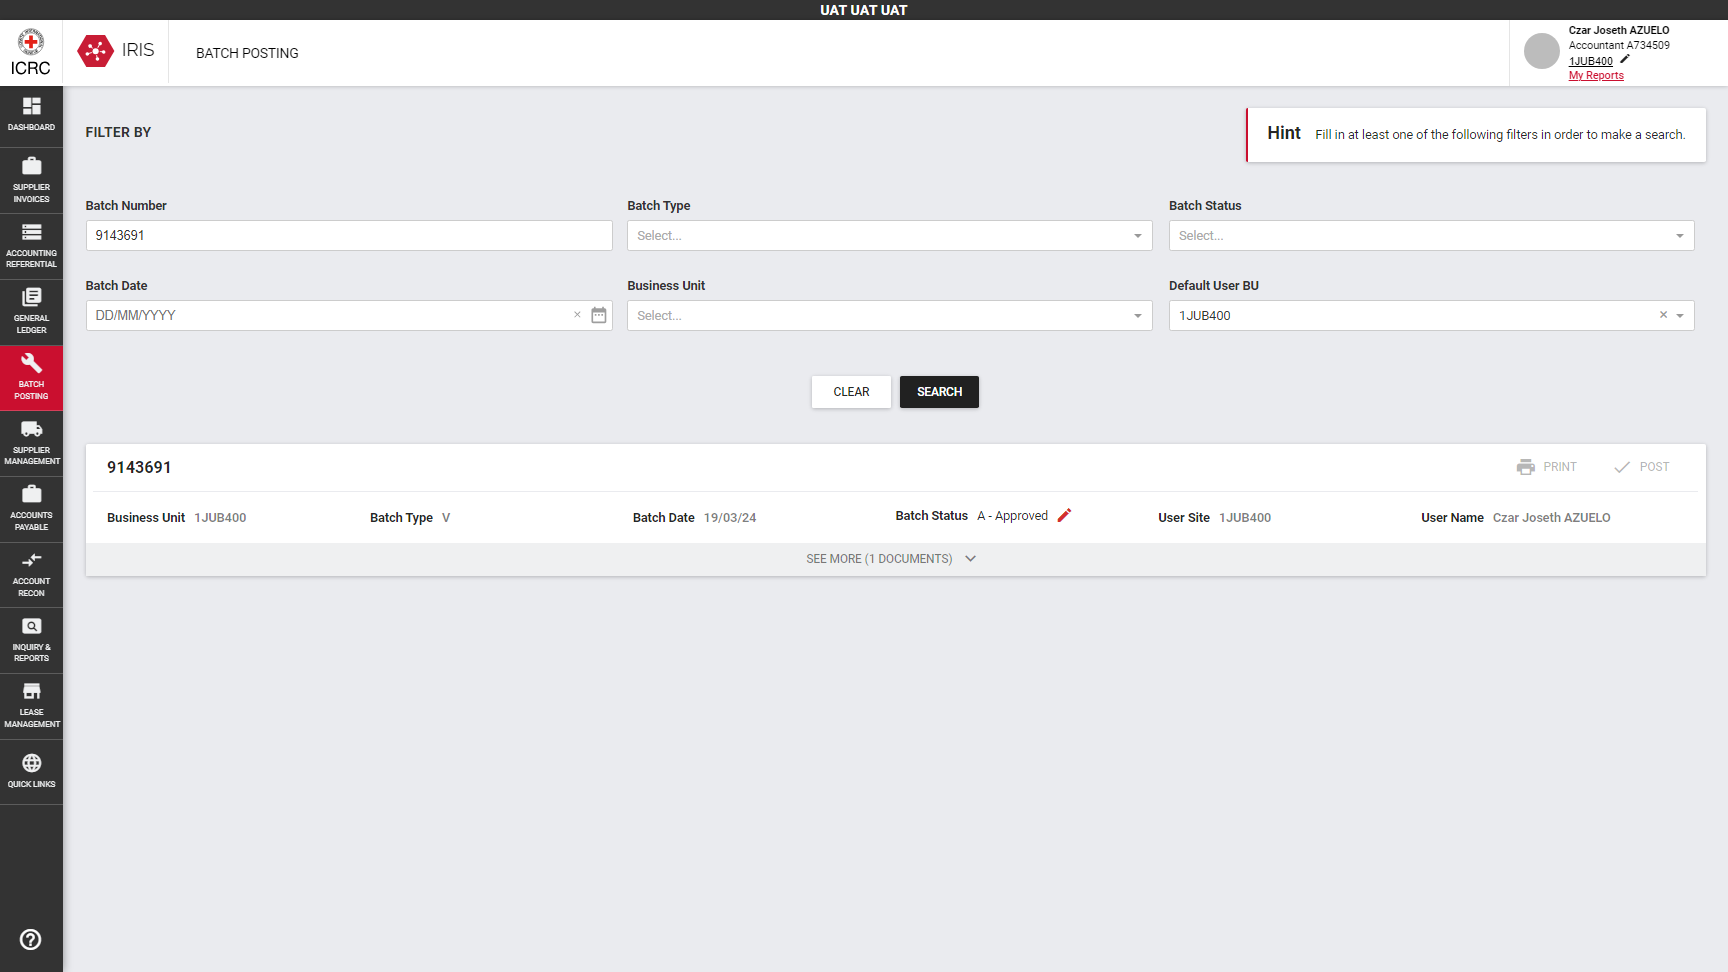 UAT UAT UAT
ICRC
IRIS
BATCH POSTING
Czar Joseth AZUELO
Accountant A734509
1JUB400
My Reports
DASHBOARD
SUPPLIER
INVOICES
ACCOUNTING
REFERENTIAL
GENERAL
LEDGER
BATCH
POSTING
SUPPLIER
MANAGEMENT
ACCOUNTS
PAYABLE
ACCOUNT
RECON
INQUIRY &
REPORTS
LEASE
MANAGEMENT
QUICK LINKS
FILTER BY
Hint Fill in at least one of the following filters in order to make a search.
Batch Number Batch Type Batch Status
9143691 Select... Select...
Batch Date Business Unit Default User BU
DD/MM/YYYY Select... 1JUB400
CLEAR SEARCH
9143691 PRINT POST
Business Unit 1JUB400 Batch Type V Batch Date 19/03/24 Batch Status A - Approved User Site 1JUB400 User Name Czar Joseth AZUELO
SEE MORE (1 DOCUMENTS)